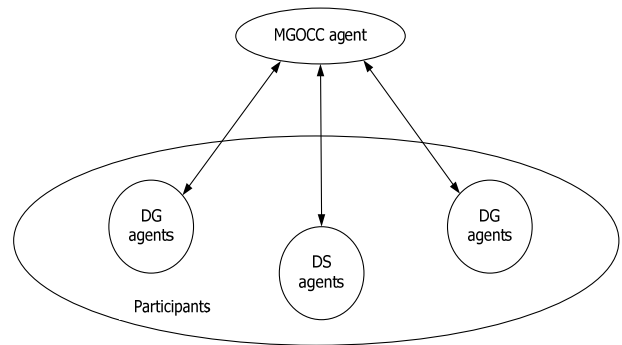 MGOCC agent
DG
agents
DS
agents
DG
agents
Participants